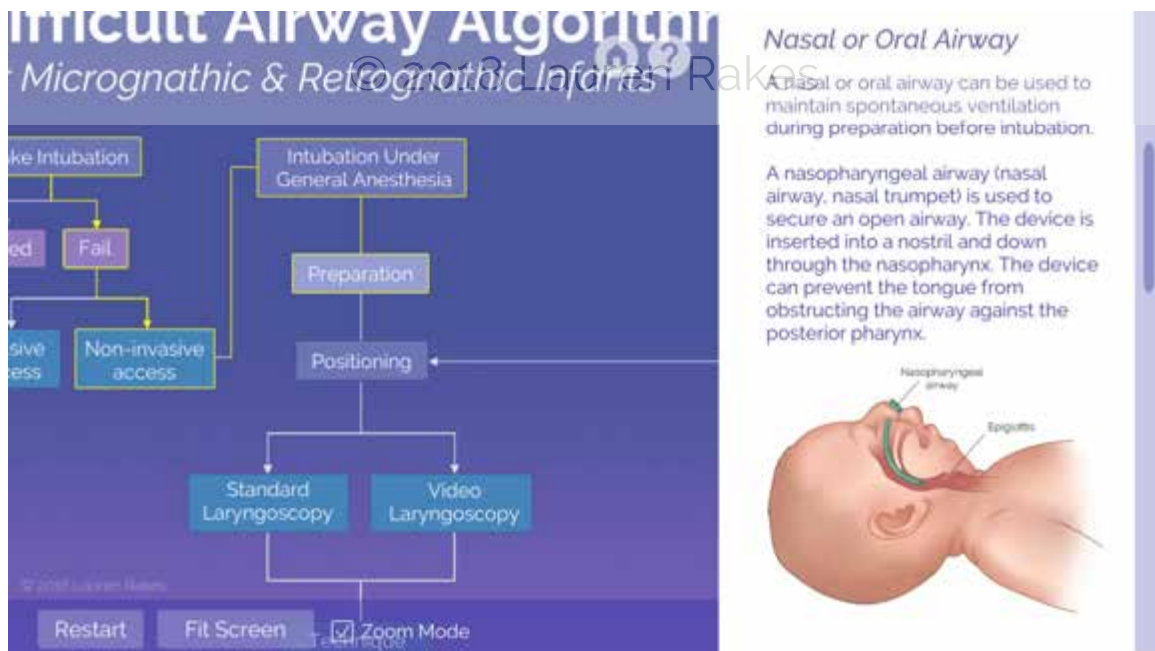 ifficult Airway Algorithm
Micrognathic & Retrognathic Infants
?
© 2018 Lauren Rakes
ke Intubation
Intubation Under
General Anesthesia
ed
Fail
Preparation
sive
cess
Non-invasive
access
Positioning
Standard
Laryngoscopy
Video
Laryngoscopy
Lauren Rakes
Restart
Fit Screen
Zoom Mode
Technique
Nasal or Oral Airway
A nasal or oral airway can be used to
maintain spontaneous ventilation
during preparation before intubation.
A nasopharyngeal airway (nasal
airway, nasal trumpet) is used to
secure an open airway. The device is
inserted into a nostril and down
through the nasopharynx. The device
can prevent the tongue from
obstructing the airway against the
posterior pharynx.
Nasopharyngeal
airway
Epiglottis